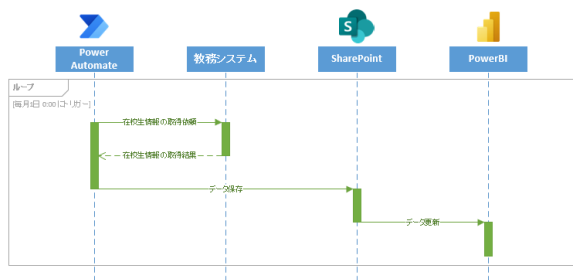 Power
Automate
教務システム
SharePoint
PowerBI
ループ
[毎月1日 0:00 にトリガー]
在校生情報の取得依頼
在校生情報の取得結果
データ保存
データ更新